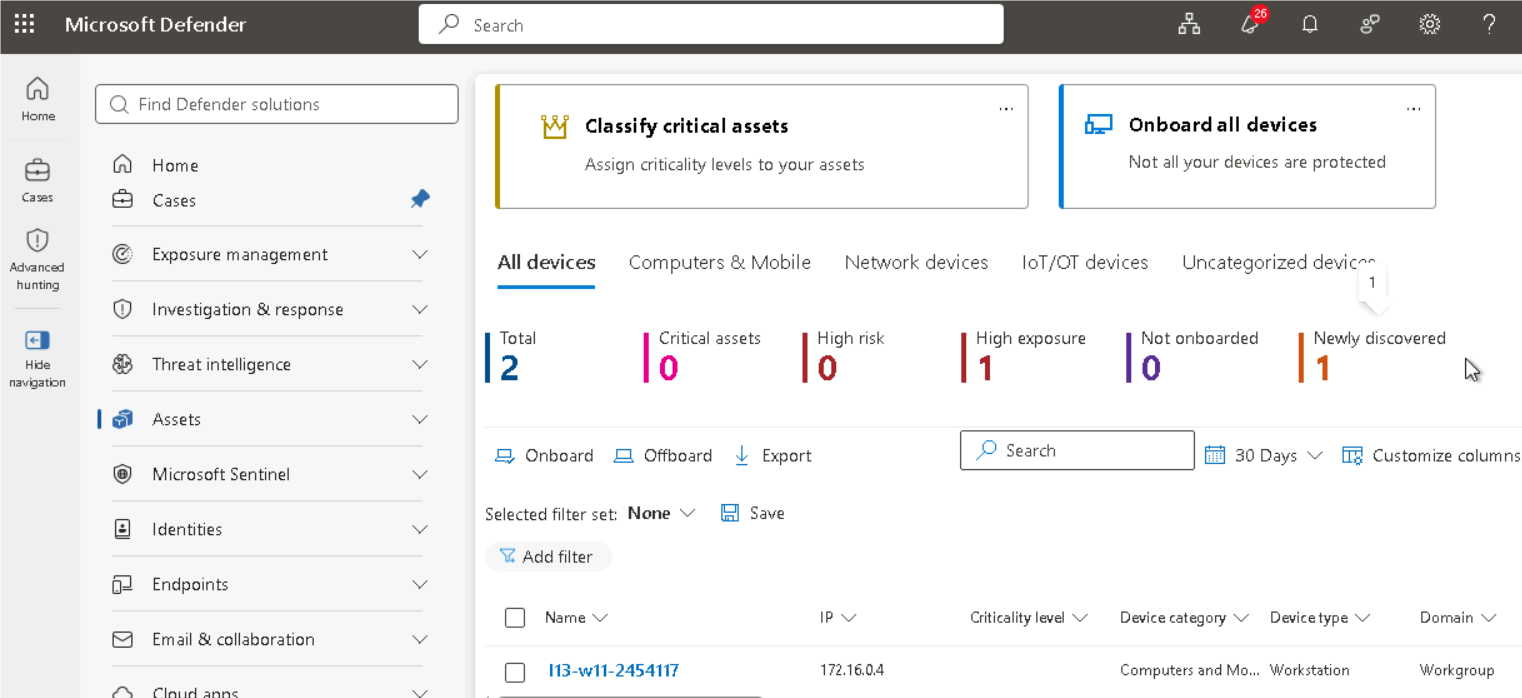 Microsoft Defender
Search
26
Home
Cases
Advanced
hunting
Hide
navigation
Find Defender solutions
Home
Cases
Exposure management
Investigation & response
Threat intelligence
Assets
Microsoft Sentinel
Identities
Endpoints
Email & collaboration
Cloud apps
Classify critical assets
...
Assign criticality levels to your assets
Onboard all devices
...
Not all your devices are protected
All devices Computers & Mobile Network devices IoT/OT devices Uncategorized devices
1
Total Critical assets High risk High exposure Not onboarded Newly discovered
2 0 0 1 0 1
Onboard Offboard Export Search 30 Days Customize columns
Selected filter set: None Save
Add filter
Name IP Criticality level Device category Device type Domain
l13-w11-2454117 172.16.0.4 Computers and Mo... Workstation Workgroup